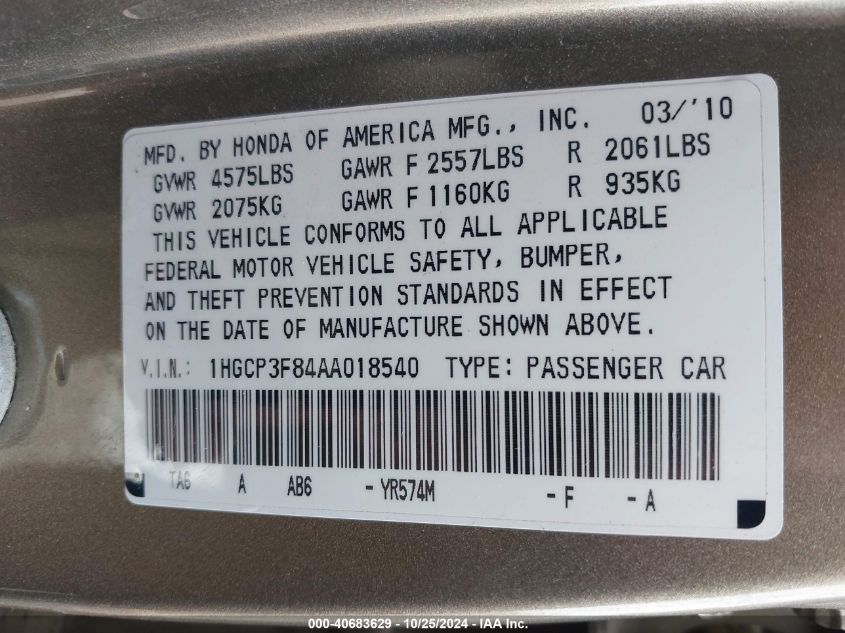 MFD. BY HONDA OF AMERICA MFG., INC. 03/'10
GVWR 4575LBS GAWR F 2557LBS R 2061LBS
GVWR 2075KG GAWR F 1160KG R 935KG
THIS VEHICLE CONFORMS TO ALL APPLICABLE
FEDERAL MOTOR VEHICLE SAFETY, BUMPER,
AND THEFT PREVENTION STANDARDS IN EFFECT
ON THE DATE OF MANUFACTURE SHOWN ABOVE.
V.I.N.: 1HGCP3F84AA018540 TYPE: PASSENGER CAR
TA6 A AB6 - YR574M - F - A
000-40683629 - 10/25/2024 - IAA Inc.